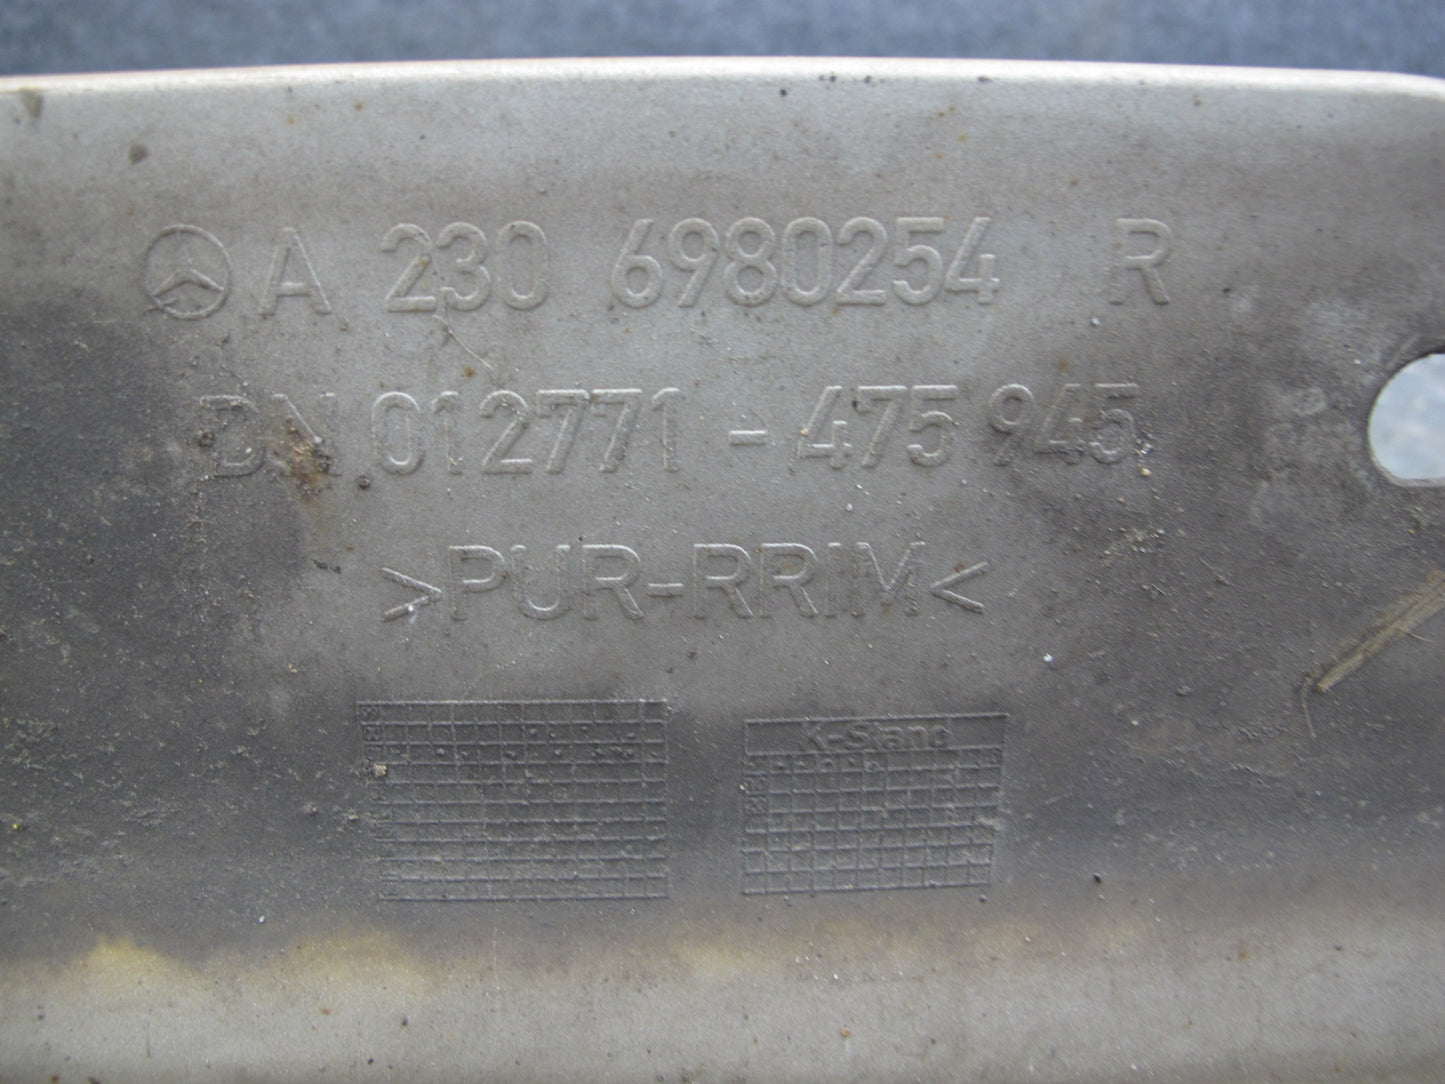 A 230 6980254 R
DN 012771 - 475 945
>PUR-RRIM<
K-Stand